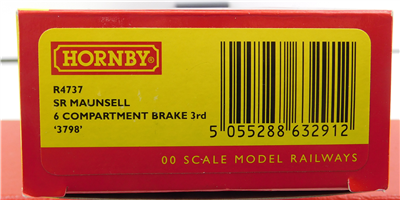 HORNBY®
R4737
SR MAUNSELL
6 COMPARTMENT BRAKE 3rd
'3798'
5 055288 632912
00 SCALE MODEL RAILWAYS